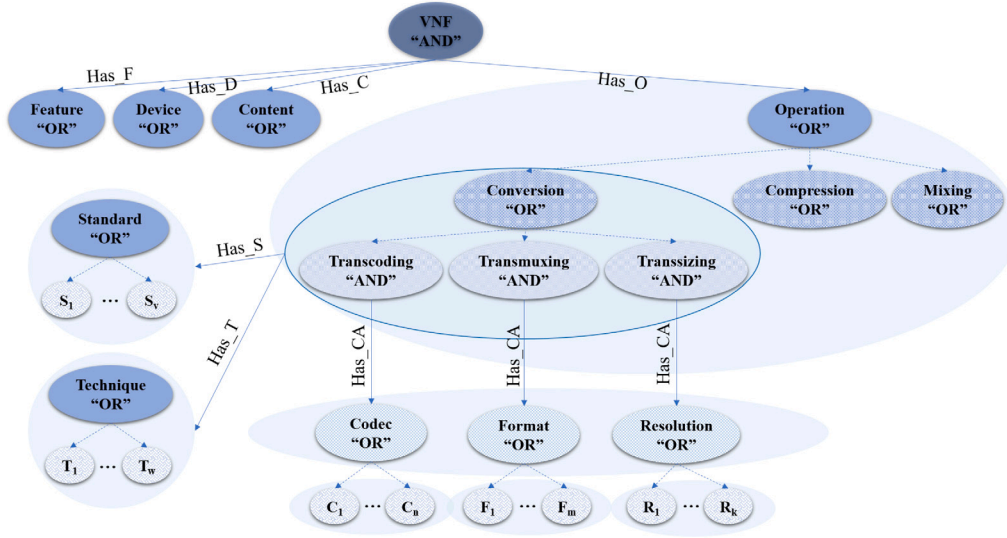 VNF
“AND”
Has_F
Has_D
Has_C
Has_O
Feature
“OR”
Device
“OR”
Content
“OR”
Operation
“OR”
Conversion
“OR”
Compression
“OR”
Mixing
“OR”
Standard
“OR”
Has_S
Transcoding
“AND”
Transmuxing
“AND”
Transsizing
“AND”
S₁ ... Sᵥ
Has_T
Has_CA
Has_CA
Has_CA
Technique
“OR”
Codec
“OR”
Format
“OR”
Resolution
“OR”
T₁ ... T_w
C₁ ... Cₙ
F₁ ... Fₘ
R₁ ... Rₖ